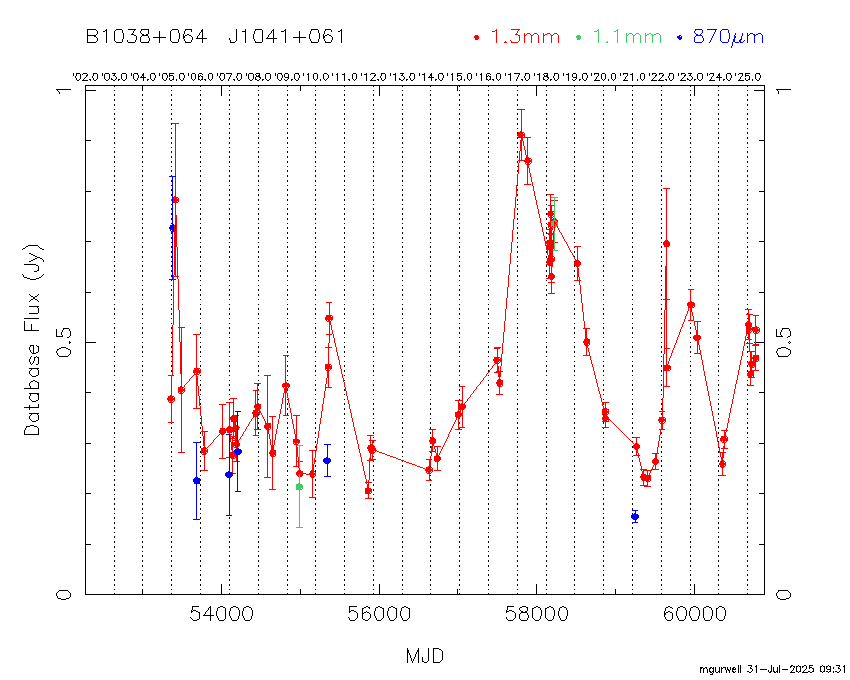 B1038+064 J1041+061
1.3mm 1.1mm 870μm
'02.0 '03.0 '04.0 '05.0 '06.0 '07.0 '08.0 '09.0 '10.0 '11.0 '12.0 '13.0 '14.0 '15.0 '16.0 '17.0 '18.0 '19.0 '20.0 '21.0 '22.0 '23.0 '24.0 '25.0
1 1
Database Flux (Jy)
0.5 0.5
0 0
54000 56000 58000 60000
MJD
mgurwell 31-Jul-2025 09:31